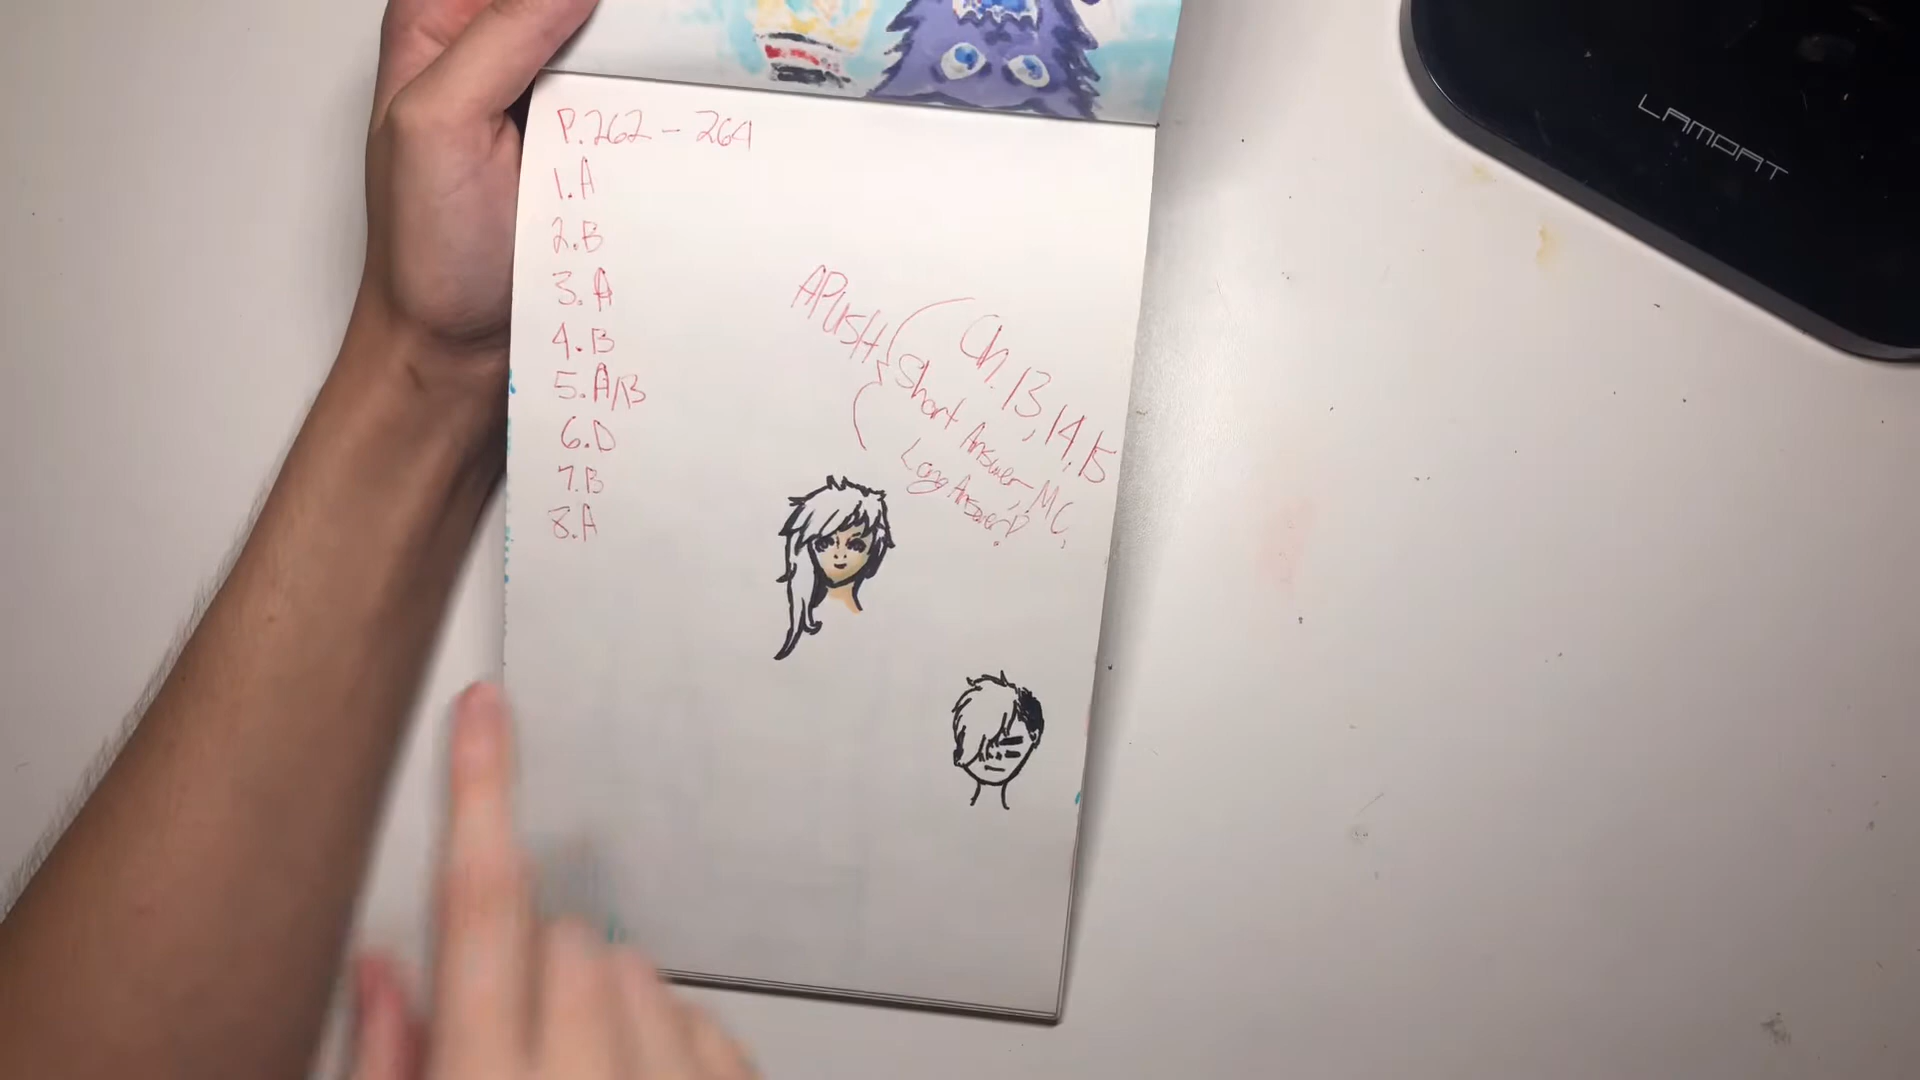 P.262-264
1.A
2.B
3.A
4.B
5.A/B
6.D
7.B
8.A
APUSH
Ch. 13, 14, 15
Short Answer, MC,
Long Answer?
LAMPAT